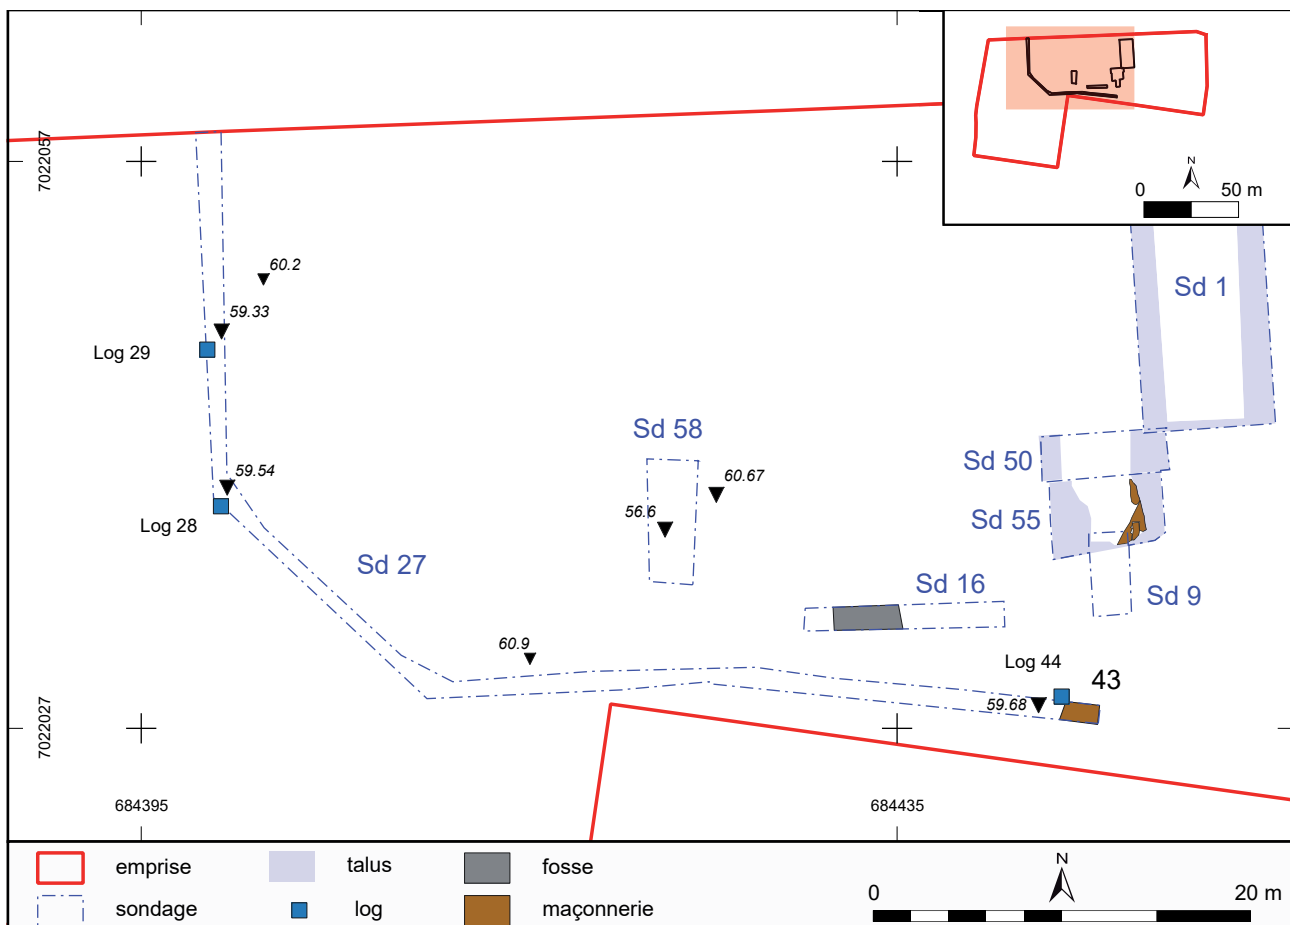 N
0 50 m
7022057
60.2
Sd 1
59.33
Log 29
Sd 58
Sd 50
59.54
60.67
Log 28
56.6
Sd 55
Sd 27
Sd 16
Sd 9
60.9
Log 44
43
59.68
7022027
684395
684435
emprise
talus
fosse
N
0 20 m
sondage
log
maçonnerie